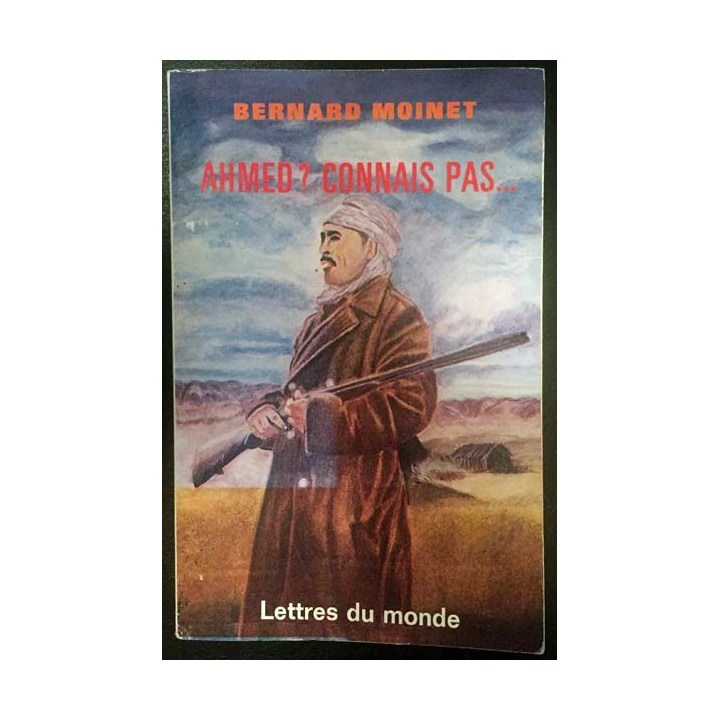 BERNARD MOINET
AHMED? CONNAIS PAS...
Lettres du monde